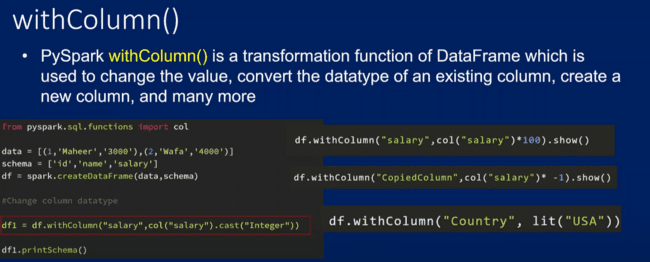 withColumn()
• PySpark withColumn() is a transformation function of DataFrame which is
used to change the value, convert the datatype of an existing column, create a
new column, and many more
from pyspark.sql.functions import col
data = [(1,'Maheer','3000'),(2,'Wafa','4000')]
schema = ['id','name','salary']
df = spark.createDataFrame(data,schema)
#Change column datatype
df1 = df.withColumn("salary",col("salary").cast("Integer"))
df1.printSchema()
df.withColumn("salary",col("salary")*100).show()
df.withColumn("CopiedColumn",col("salary")* -1).show()
df.withColumn("Country", lit("USA"))